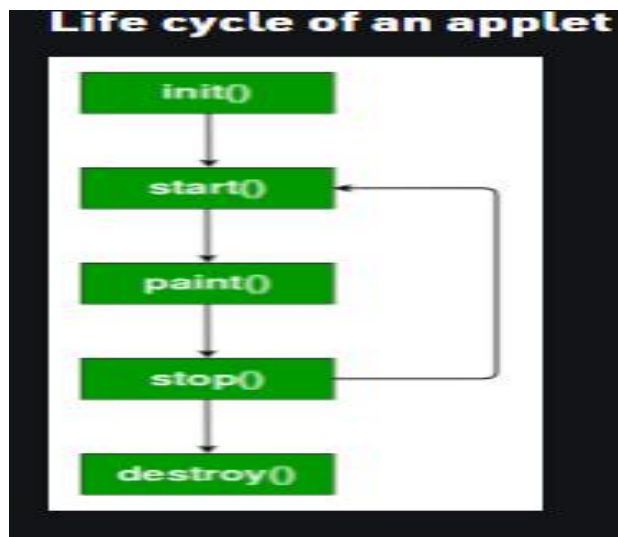 Life cycle of an applet
init()
start()
paint()
stop()
destroy()